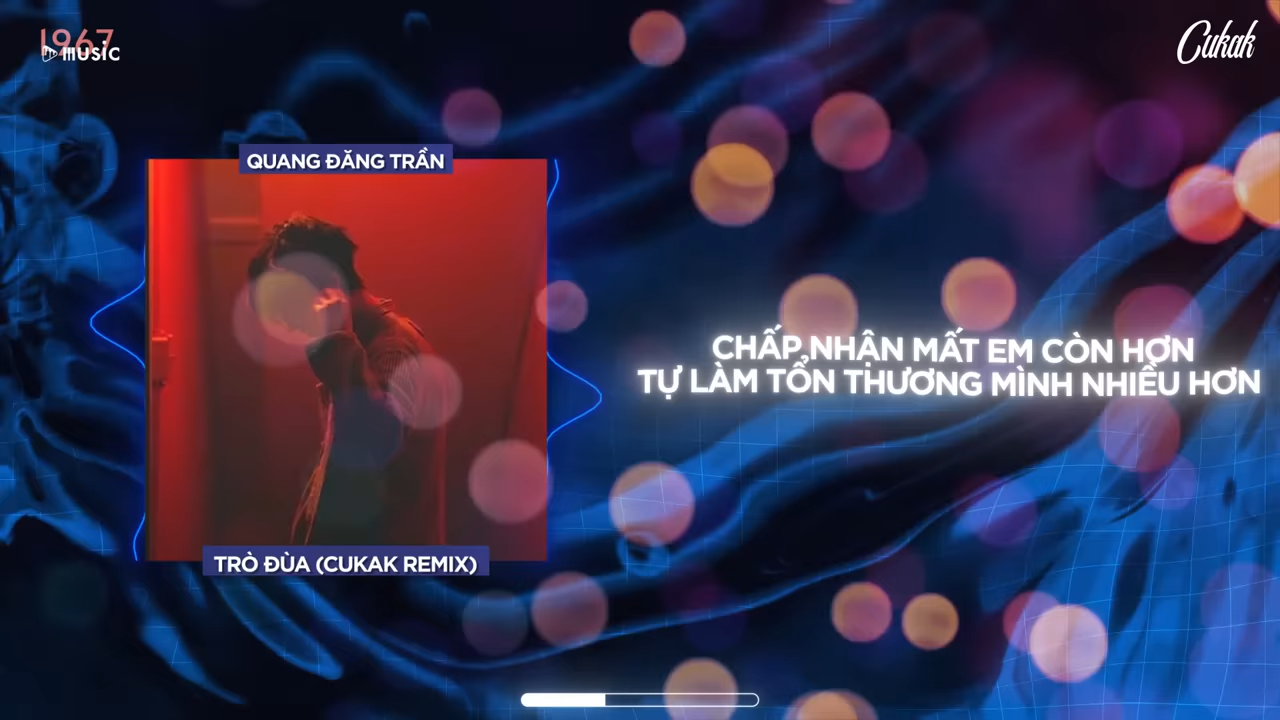 1967
MUSIC
Cukak
QUANG ĐĂNG TRẦN
CHẤP NHẬN MẤT EM CÒN HƠN
TỰ LÀM TỔN THƯƠNG MÌNH NHIỀU HƠN
TRÒ ĐÙA (CUKAK REMIX)